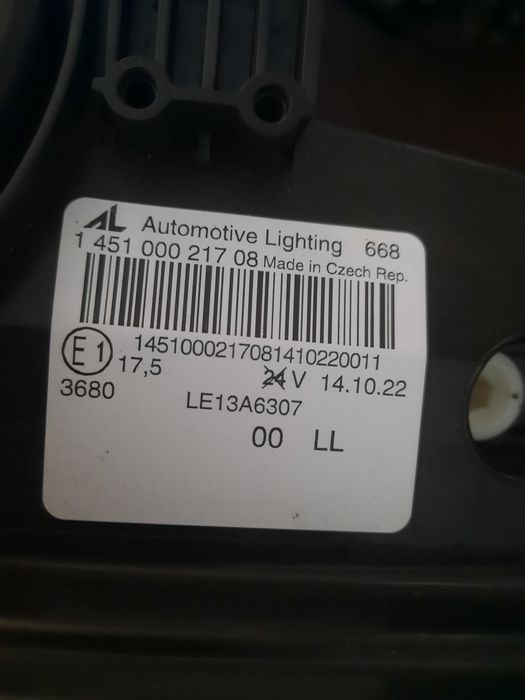 AL Automotive Lighting 668
1 451 000 217 08 Made in Czech Rep.
1451000217081410220011
E1 17,5 24 V 14.10.22
3680 LE13A6307
00 LL